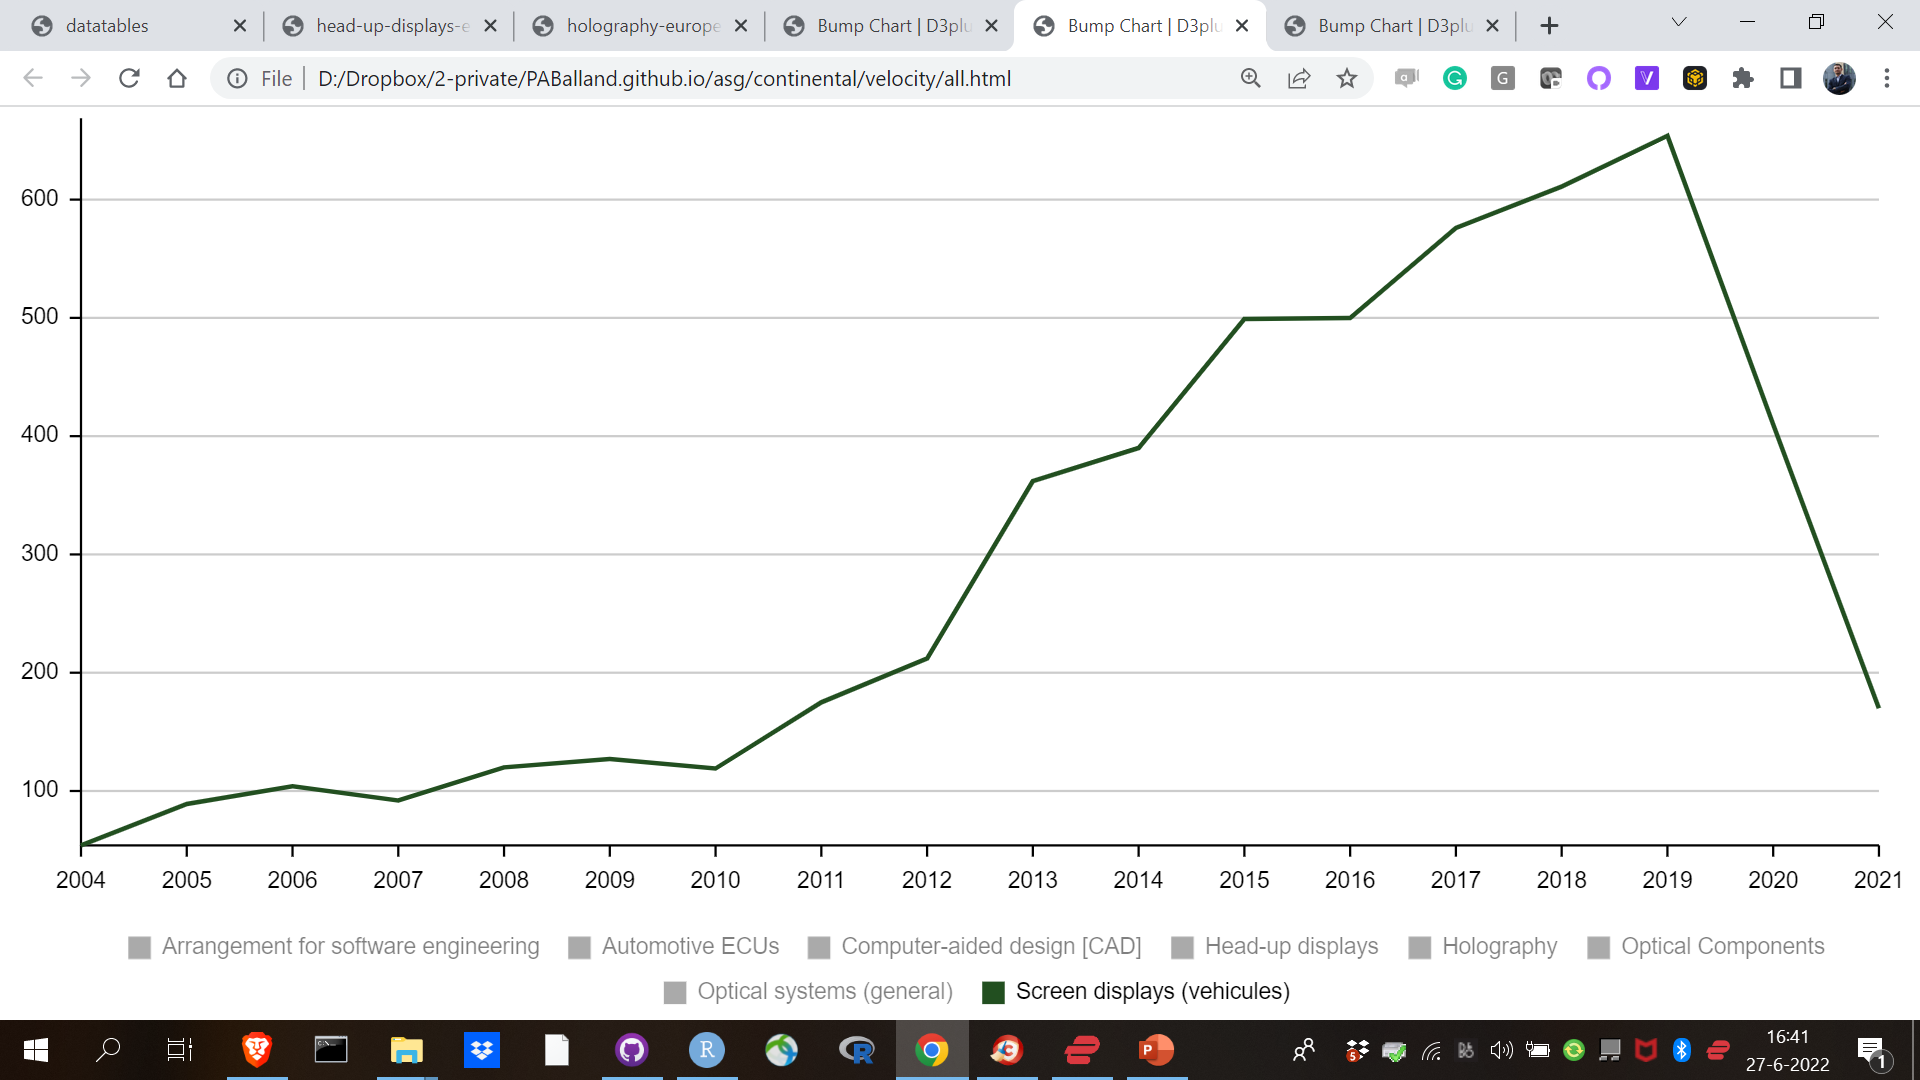 datatables
head-up-displays-e
holography-europe
Bump Chart | D3plu
Bump Chart | D3plu
Bump Chart | D3plu
File
D:/Dropbox/2-private/PABalland.github.io/asg/continental/velocity/all.html
600
500
400
300
200
100
2004 2005 2006 2007 2008 2009 2010 2011 2012 2013 2014 2015 2016 2017 2018 2019 2020 2021
Arrangement for software engineering Automotive ECUs Computer-aided design [CAD] Head-up displays Holography Optical Components
Optical systems (general) Screen displays (vehicules)
16:41
27-6-2022
1